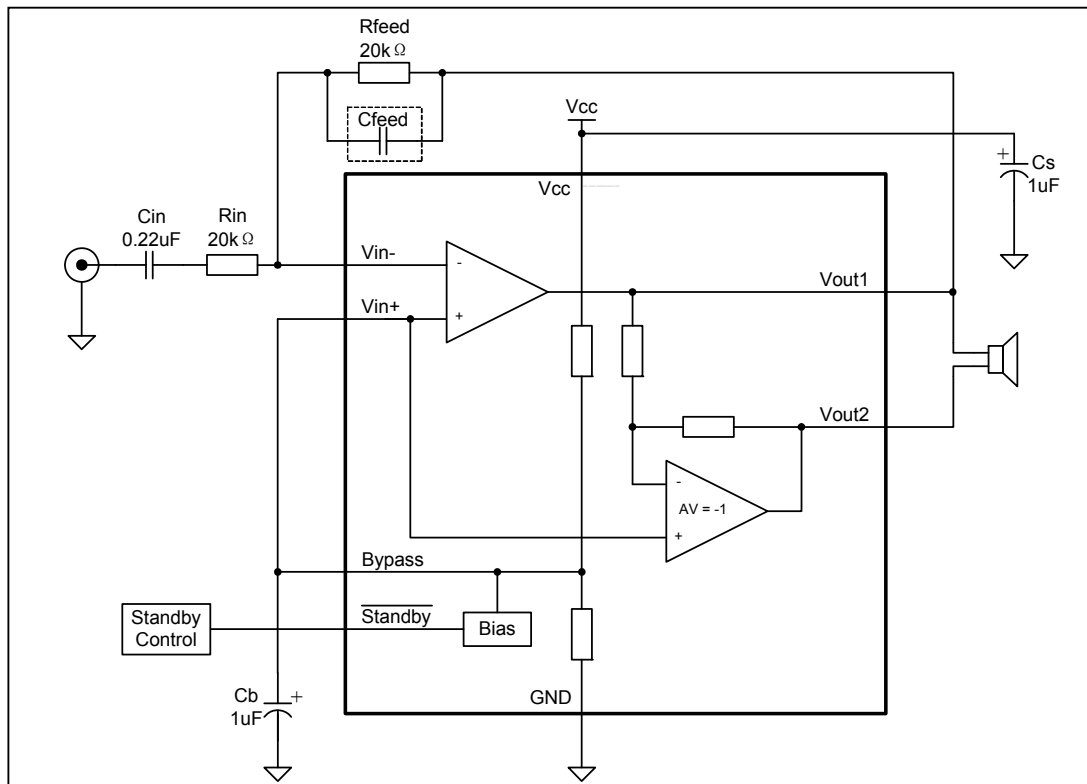 Rfeed
20kΩ
Cfeed
Vcc
+
Cs
1uF
Vcc
Cin
0.22uF
Rin
20kΩ
Vin-
-
Vout1
Vin+
+
Vout2
-
AV = -1
+
Bypass
Standby
Control
Standby
Bias
GND
Cb
+
1uF